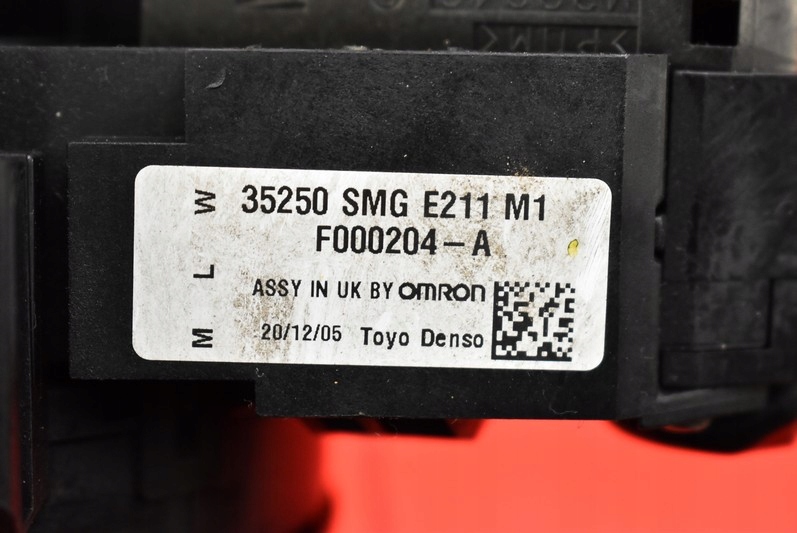 35250 SMG E211 M1
F000204-A
ASSY IN UK BY OMRON
20/12/05 Toyo Denso
W
L
M